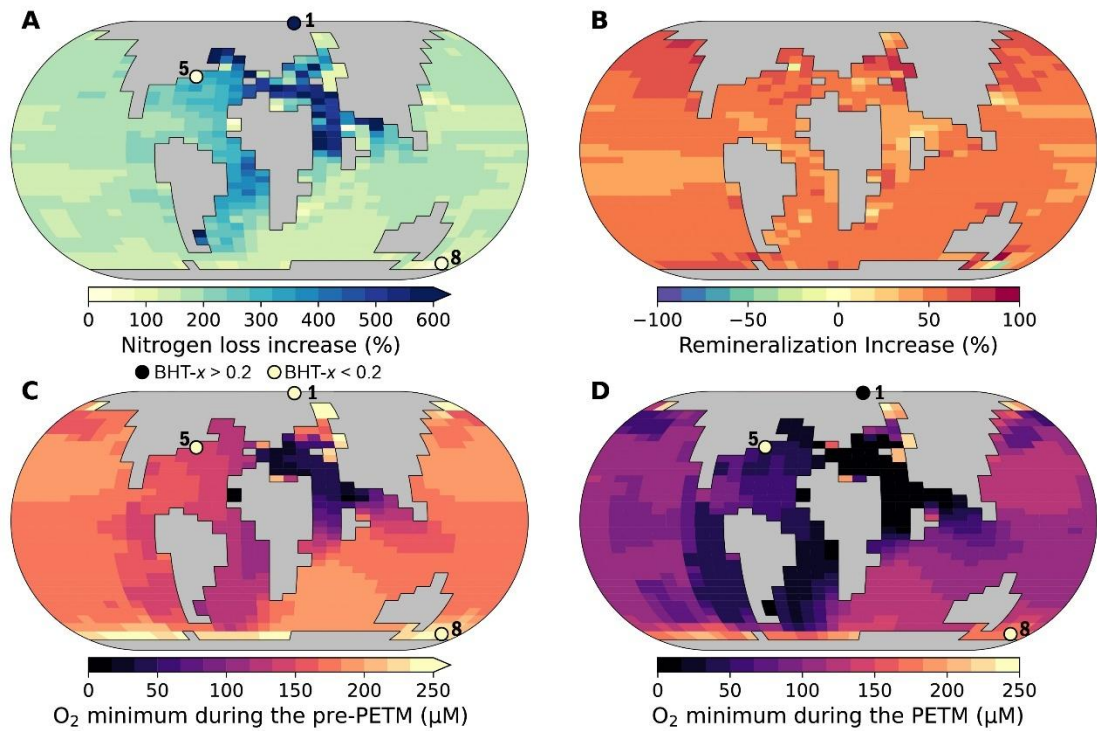 A
1
5
8
0 100 200 300 400 500 600
Nitrogen loss increase (%)
B
−100 −50 0 50 100
Remineralization Increase (%)
BHT-x > 0.2 BHT-x < 0.2
C
1
5
8
0 50 100 150 200 250
O₂ minimum during the pre-PETM (μM)
D
1
5
8
0 50 100 150 200 250
O₂ minimum during the PETM (μM)